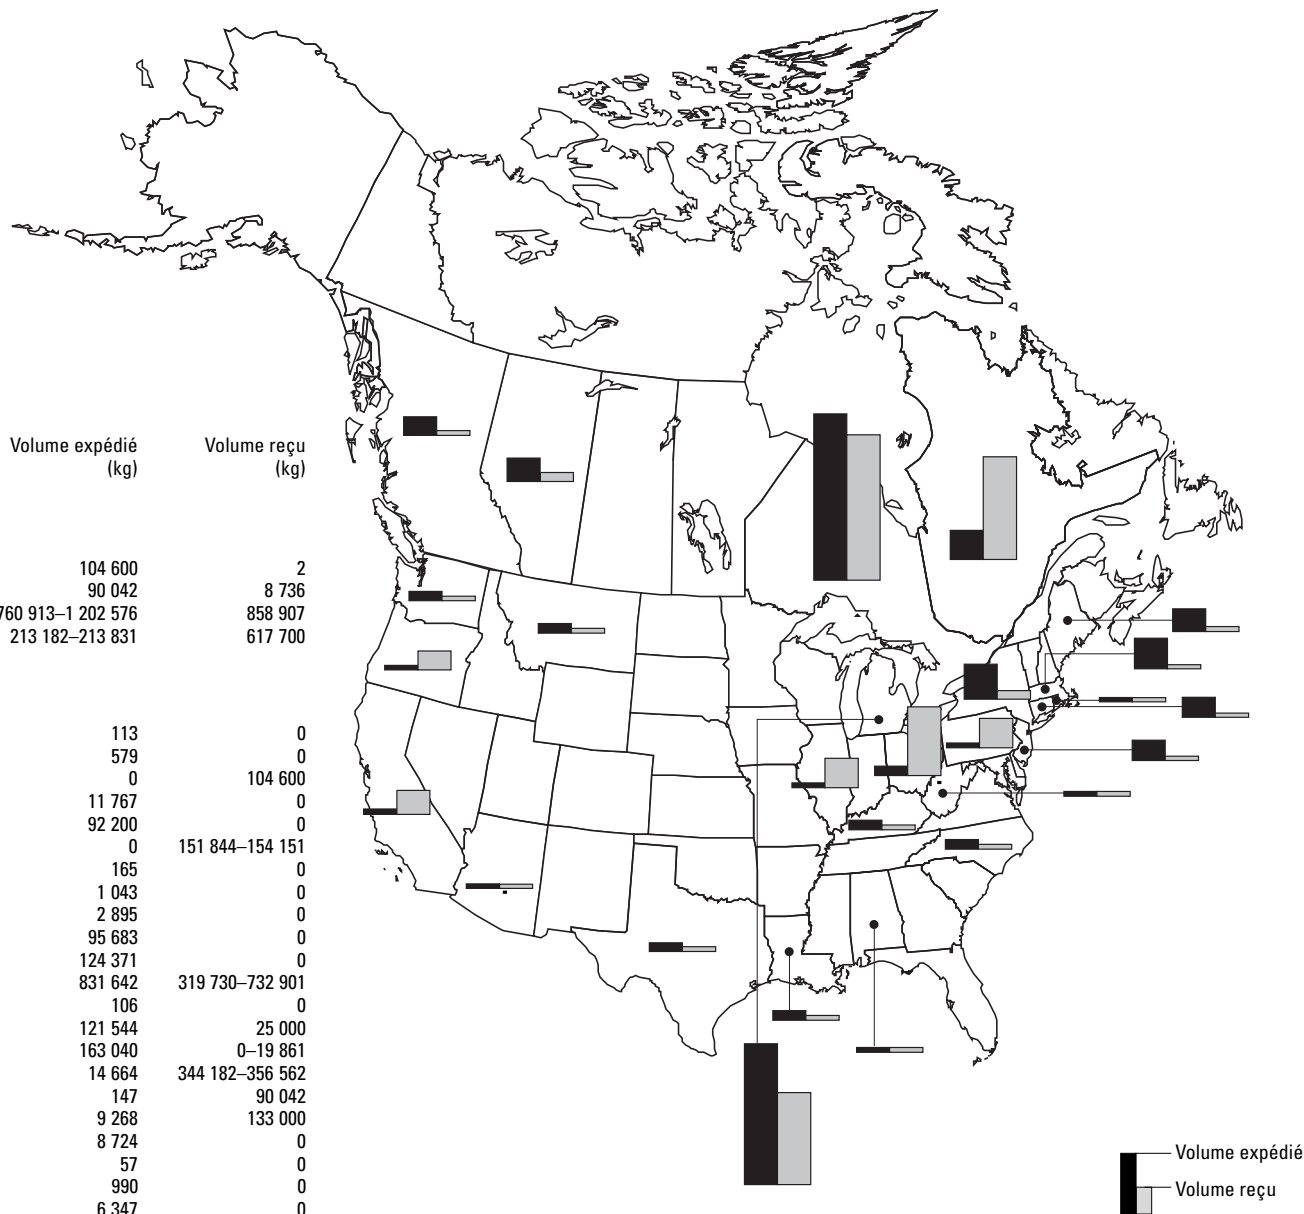 Volume expédié Volume reçu
(kg) (kg)
104 600 2
90 042 8 736
760 913–1 202 576 858 907
213 182–213 831 617 700
113 0
579 0
0 104 600
11 767 0
92 200 0
0 151 844–154 151
165 0
1 043 0
2 895 0
95 683 0
124 371 0
831 642 319 730–732 901
106 0
121 544 25 000
163 040 0–19 861
14 664 344 182–356 562
147 90 042
9 268 133 000
8 724 0
57 0
990 0
6 347 0
Volume expédié
Volume reçu